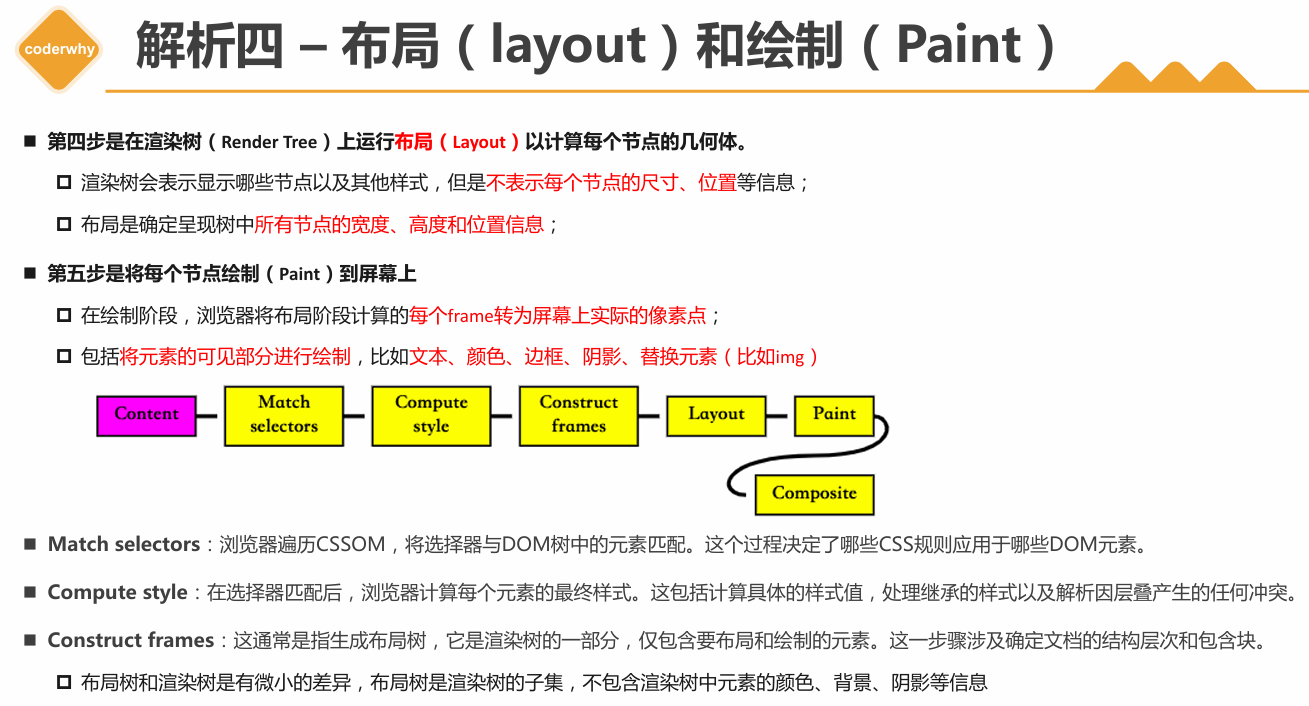 coderwhy
解析四 – 布局（layout）和绘制（Paint）
第四步是在渲染树（Render Tree）上运行布局（Layout）以计算每个节点的几何体。
渲染树会表示显示哪些节点以及其他样式，但是不表示每个节点的尺寸、位置等信息；
布局是确定呈现树中所有节点的宽度、高度和位置信息；
第五步是将每个节点绘制（Paint）到屏幕上
在绘制阶段，浏览器将布局阶段计算的每个frame转为屏幕上实际的像素点；
包括将元素的可见部分进行绘制，比如文本、颜色、边框、阴影、替换元素（比如img）
Content
Match
selectors
Compute
style
Construct
frames
Layout
Paint
Composite
Match selectors：浏览器遍历CSSOM，将选择器与DOM树中的元素匹配。这个过程决定了哪些CSS规则应用于哪些DOM元素。
Compute style：在选择器匹配后，浏览器计算每个元素的最终样式。这包括计算具体的样式值，处理继承的样式以及解析因层叠产生的任何冲突。
Construct frames：这通常是指生成布局树，它是渲染树的一部分，仅包含要布局和绘制的元素。这一步骤涉及确定文档的结构层次和包含块。
布局树和渲染树是有微小的差异，布局树是渲染树的子集，不包含渲染树中元素的颜色、背景、阴影等信息